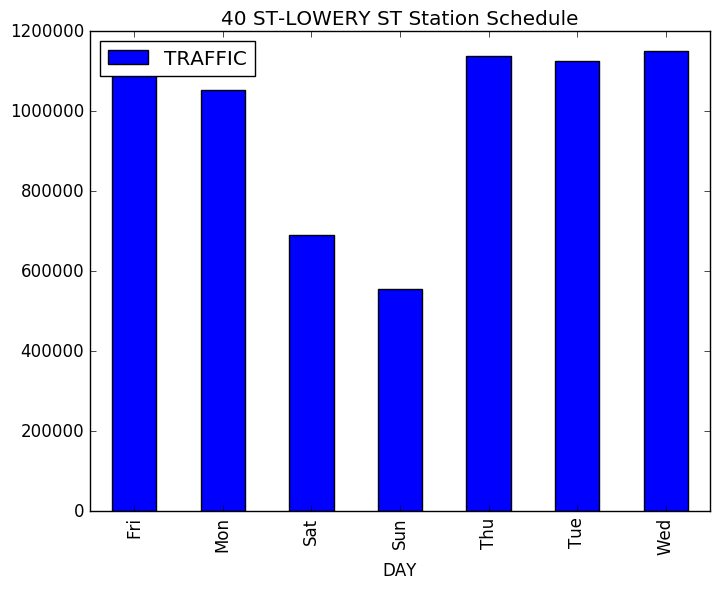 40 ST-LOWERY ST Station Schedule
TRAFFIC
1200000
1000000
800000
600000
400000
200000
0
Fri
Mon
Sat
Sun
Thu
Tue
Wed
DAY